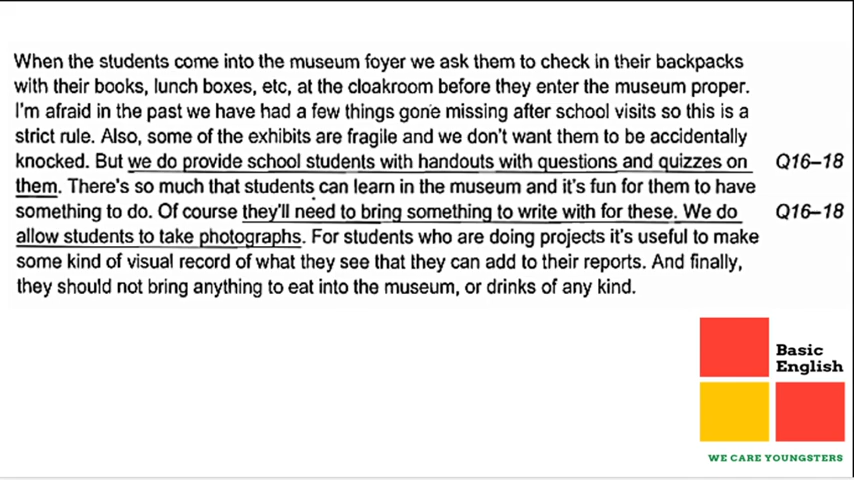 When the students come into the museum foyer we ask them to check in their backpacks
with their books, lunch boxes, etc, at the cloakroom before they enter the museum proper.
I'm afraid in the past we have had a few things gone missing after school visits so this is a
strict rule. Also, some of the exhibits are fragile and we don't want them to be accidentally
knocked. But we do provide school students with handouts with questions and quizzes on Q16–18
them. There's so much that students can learn in the museum and it's fun for them to have
something to do. Of course they'll need to bring something to write with for these. We do Q16–18
allow students to take photographs. For students who are doing projects it's useful to make
some kind of visual record of what they see that they can add to their reports. And finally,
they should not bring anything to eat into the museum, or drinks of any kind.
Basic
English
WE CARE YOUNGSTERS